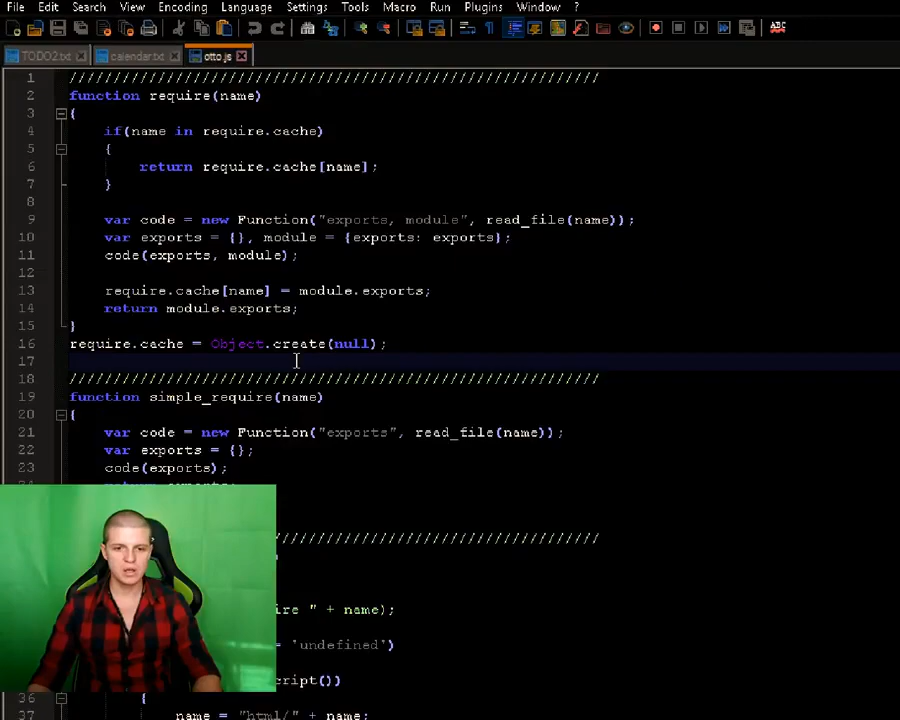 File Edit Search View Encoding Language Settings Tools Macro Run Plugins Window ?
ABC
TODO2.txt calendar.txt otto.js
1 ////////////////////////////////////////////////////////////
2 function require(name)
3 {
4 if(name in require.cache)
5 {
6 return require.cache[name];
7 }
8
9 var code = new Function("exports, module", read_file(name));
10 var exports = {}, module = {exports: exports};
11 code(exports, module);
12
13 require.cache[name] = module.exports;
14 return module.exports;
15 }
16 require.cache = Object.create(null);
17
18 ////////////////////////////////////////////////////////////
19 function simple_require(name)
20 {
21 var code = new Function("exports", read_file(name));
22 var exports = {};
23 code(exports);
////////////////////////////////////
ire " + name);
= 'undefined')
cript())
36 {
37 name = "html/" + name;